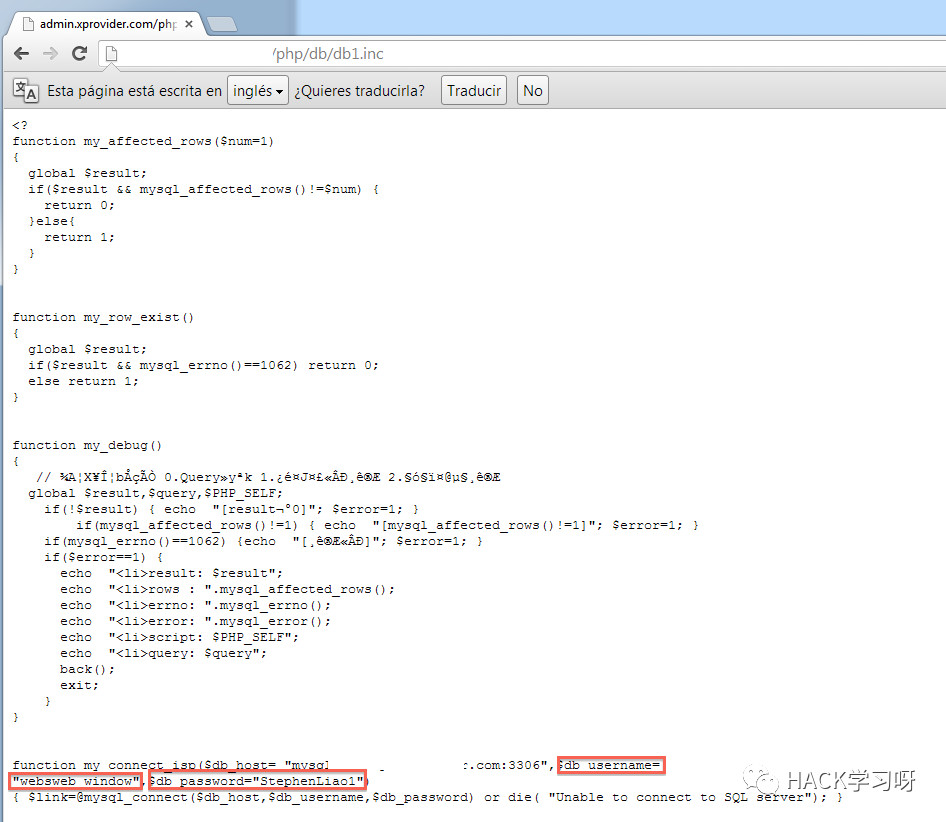 admin.xprovider.com/php
/php/db/db1.inc
Esta página está escrita en inglés ¿Quieres traducirla? Traducir No
<?
function my_affected_rows($num=1)
{
  global $result;
  if($result && mysql_affected_rows()!=$num) {
    return 0;
  }else{
    return 1;
  }
}
function my_row_exist()
{
  global $result;
  if($result && mysql_errno()==1062) return 0;
  else return 1;
}
function my_debug()
{
   // ¾A¦X¥Î¦bÅçÃÒ 0.Query»yªk 1.¿é¤J¤£«ÂÐ¸ê®Æ 2.§ó§ï¤@µ§¸ê®Æ
  global $result,$query,$PHP_SELF;
    if(!$result) { echo  "[result¬°0]"; $error=1; }
        if(mysql_affected_rows()!=1) { echo  "[mysql_affected_rows()!=1]"; $error=1; }
    if(mysql_errno()==1062) {echo  "[¸ê®Æ«ÂÐ]"; $error=1; }
    if($error==1) {
      echo  "<li>result: $result";
      echo  "<li>rows : ".mysql_affected_rows();
      echo  "<li>errno: ".mysql_errno();
      echo  "<li>error: ".mysql_error();
      echo  "<li>script: $PHP_SELF";
      echo  "<li>query: $query";
      back();
      exit;
    }
}
function my_connect_isp($db_host= "mysql .com:3306",$db_username=
"websweb_window",$db_password="StephenLiao1")
{ $link=@mysql_connect($db_host,$db_username,$db_password) or die( "Unable to connect to SQL server"); }
HACK学习呀